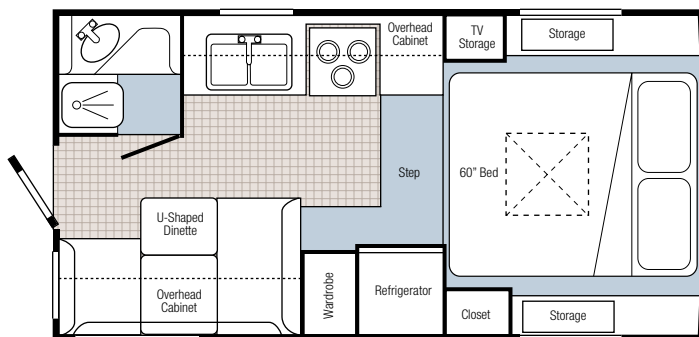 Overhead
Cabinet
TV
Storage
Storage
Step
60" Bed
U-Shaped
Dinette
Overhead
Cabinet
Wardrobe
Refrigerator
Closet
Storage